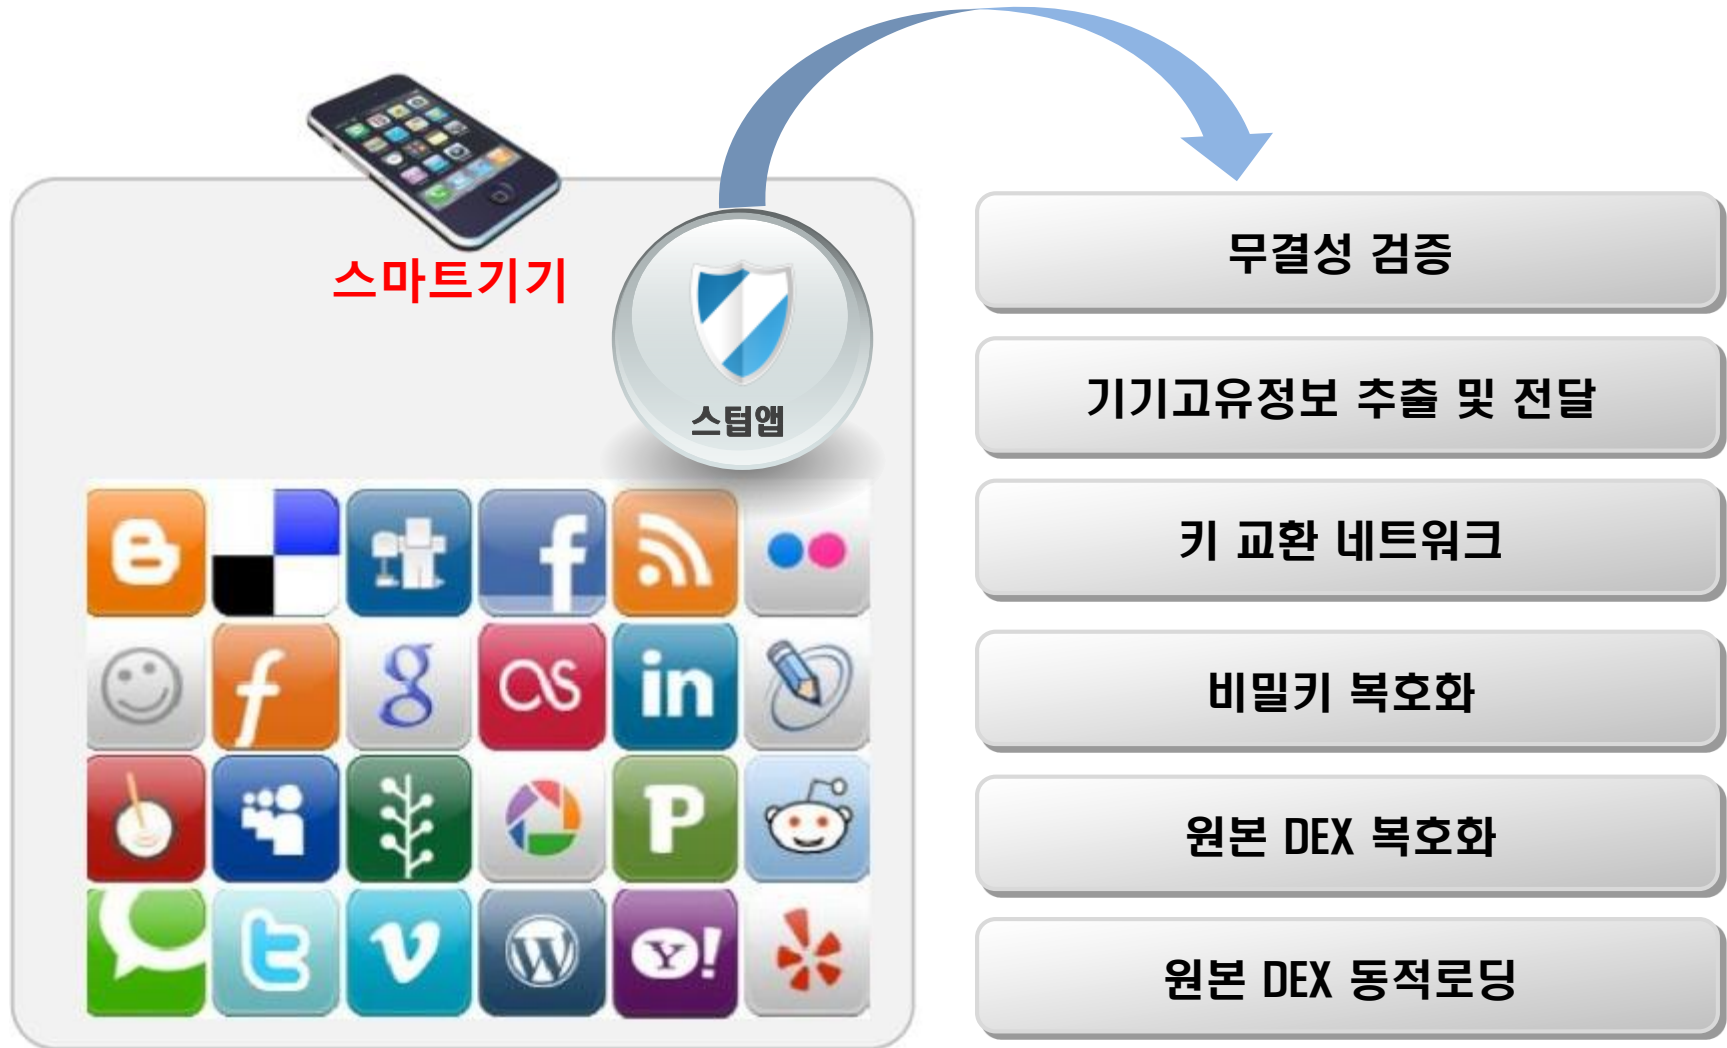 스마트기기
스텁앱
무결성 검증
기기고유정보 추출 및 전달
키 교환 네트워크
비밀키 복호화
원본 DEX 복호화
원본 DEX 동적로딩
f
f
g
in
P
Y!